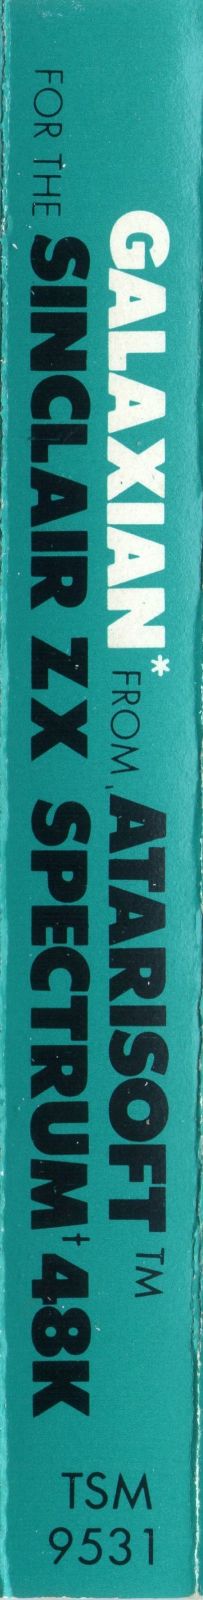 GALAXIAN* FROM ATARISOFT™
FOR THE SINCLAIR ZX SPECTRUM† 48K
TSM
9531